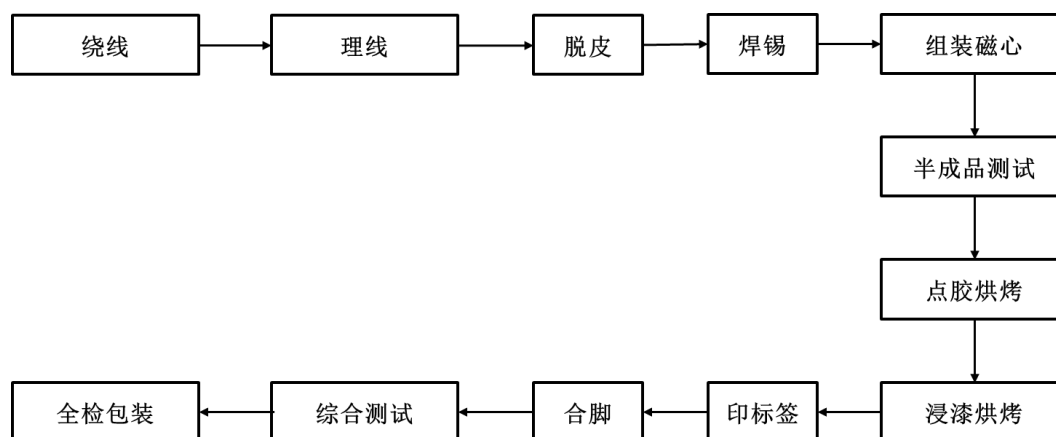 绕线
理线
脱皮
焊锡
组装磁心
半成品测试
点胶烘烤
浸漆烘烤
印标签
合脚
综合测试
全检包装